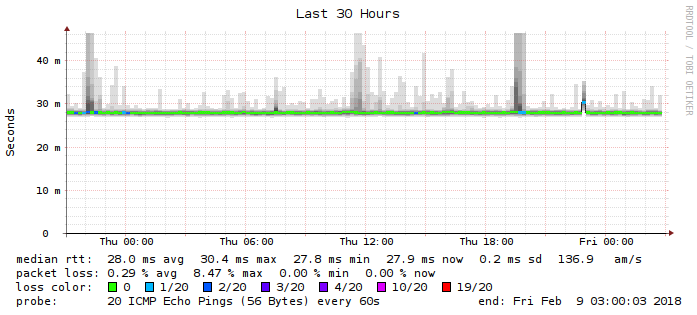 Last 30 Hours
RRDTOOL / TOBI OETIKER
Seconds
40 m
30 m
20 m
10 m
0
Thu 00:00 Thu 06:00 Thu 12:00 Thu 18:00 Fri 00:00
median rtt: 28.0 ms avg 30.4 ms max 27.8 ms min 27.9 ms now 0.2 ms sd 136.9 am/s
packet loss: 0.29 % avg 8.47 % max 0.00 % min 0.00 % now
loss color: 0 1/20 2/20 3/20 4/20 10/20 19/20
probe: 20 ICMP Echo Pings (56 Bytes) every 60s end: Fri Feb 9 03:00:03 2018